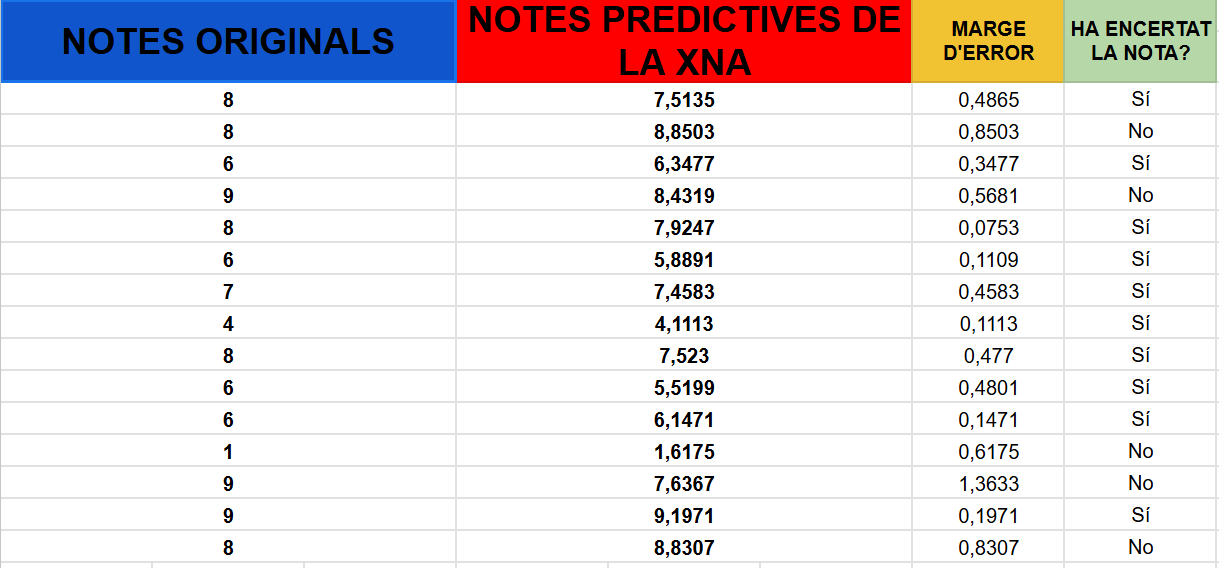 NOTES ORIGINALS NOTES PREDICTIVES DE LA XNA MARGE D'ERROR HA ENCERTAT LA NOTA?
8 7,5135 0,4865 Sí
8 8,8503 0,8503 No
6 6,3477 0,3477 Sí
9 8,4319 0,5681 No
8 7,9247 0,0753 Sí
6 5,8891 0,1109 Sí
7 7,4583 0,4583 Sí
4 4,1113 0,1113 Sí
8 7,523 0,477 Sí
6 5,5199 0,4801 Sí
6 6,1471 0,1471 Sí
1 1,6175 0,6175 No
9 7,6367 1,3633 No
9 9,1971 0,1971 Sí
8 8,8307 0,8307 No